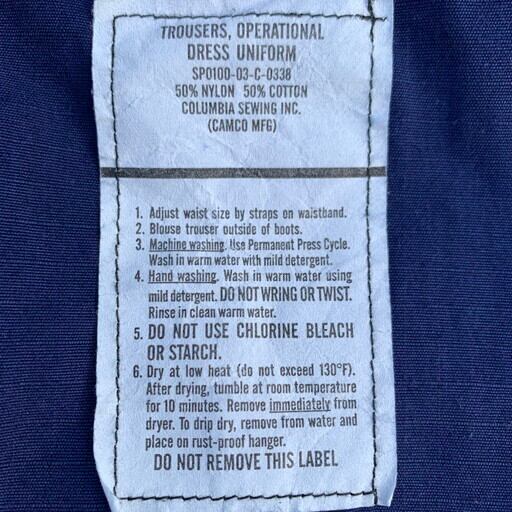 TROUSERS, OPERATIONAL
DRESS UNIFORM
SP0100-03-C-0338
50% NYLON 50% COTTON
COLUMBIA SEWING INC.
(CAMCO MFG)
1. Adjust waist size by straps on waistband.
2. Blouse trouser outside of boots.
3. Machine washing. Use Permanent Press Cycle.
Wash in warm water with mild detergent.
4. Hand washing. Wash in warm water using
mild detergent. DO NOT WRING OR TWIST.
Rinse in clean warm water.
5. DO NOT USE CHLORINE BLEACH
OR STARCH.
6. Dry at low heat (do not exceed 130°F).
After drying, tumble at room temperature
for 10 minutes. Remove immediately from
dryer. To drip dry, remove from water and
place on rust-proof hanger.
DO NOT REMOVE THIS LABEL